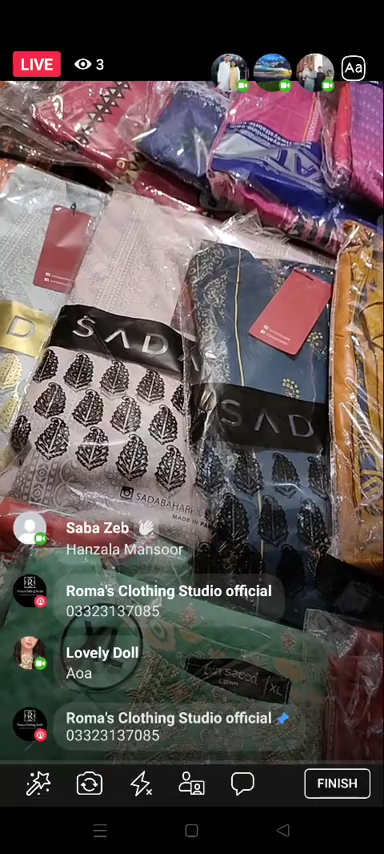 LIVE
3
Aa
D
SADA
SAD
SADABAHAR
MADE IN PA
Saba Zeb
Hanzala Mansoor
Roma's Clothing Studio official
03323137085
Lovely Doll
Aoa
saeed
XL
Roma's Clothing Studio official
03323137085
FINISH